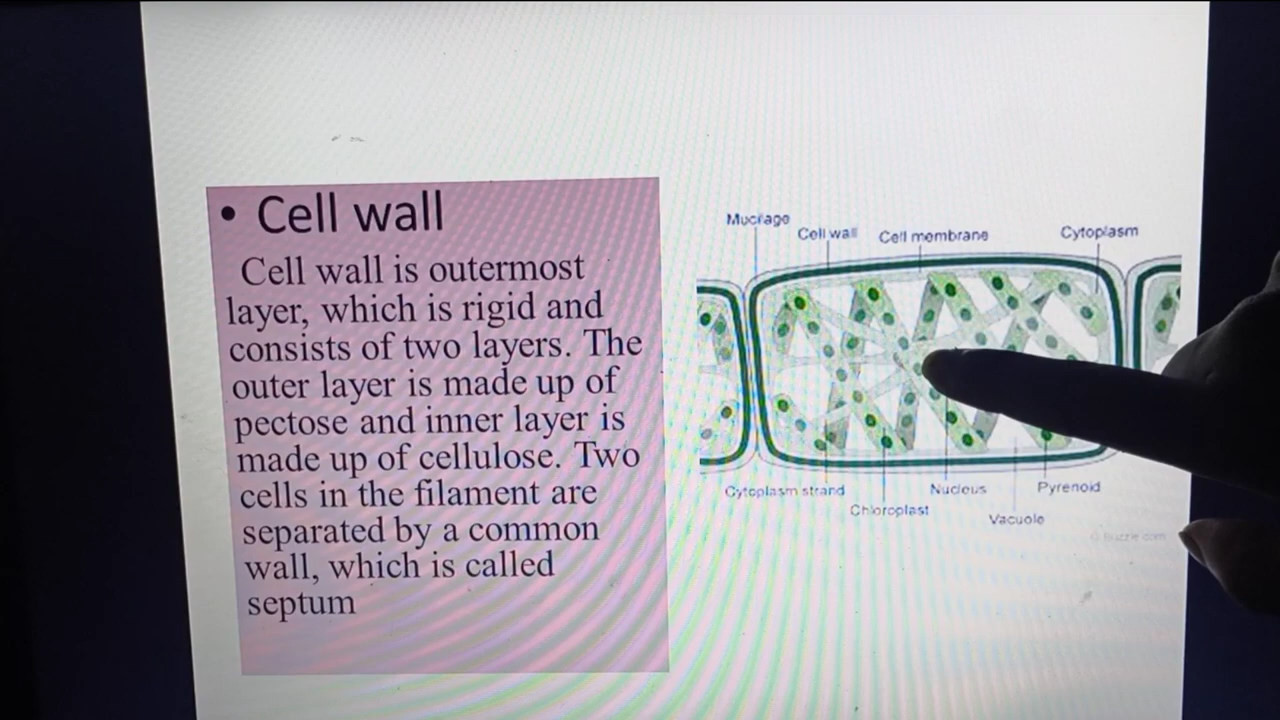 • Cell wall
Cell wall is outermost
layer, which is rigid and
consists of two layers. The
outer layer is made up of
pectose and inner layer is
made up of cellulose. Two
cells in the filament are
separated by a common
wall, which is called
septum
Mucilage
Cell wall
Cell membrane
Cytoplasm
Cytoplasm strand
Chloroplast
Nucleus
Vacuole
Pyrenoid
© Buzzle.com